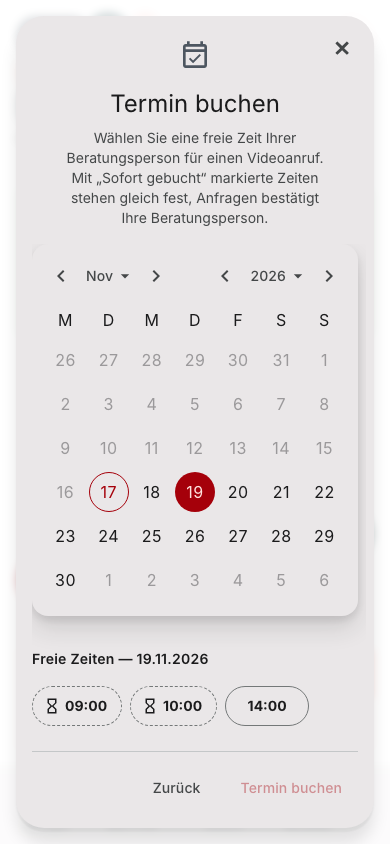 Termin buchen
Wählen Sie eine freie Zeit Ihrer
Beratungsperson für einen Videoanruf.
Mit „Sofort gebucht“ markierte Zeiten
stehen gleich fest, Anfragen bestätigt
Ihre Beratungsperson.
Nov 2026
M D M D F S S
26 27 28 29 30 31 1
2 3 4 5 6 7 8
9 10 11 12 13 14 15
16 17 18 19 20 21 22
23 24 25 26 27 28 29
30 1 2 3 4 5 6
Freie Zeiten — 19.11.2026
09:00 10:00 14:00
Zurück Termin buchen